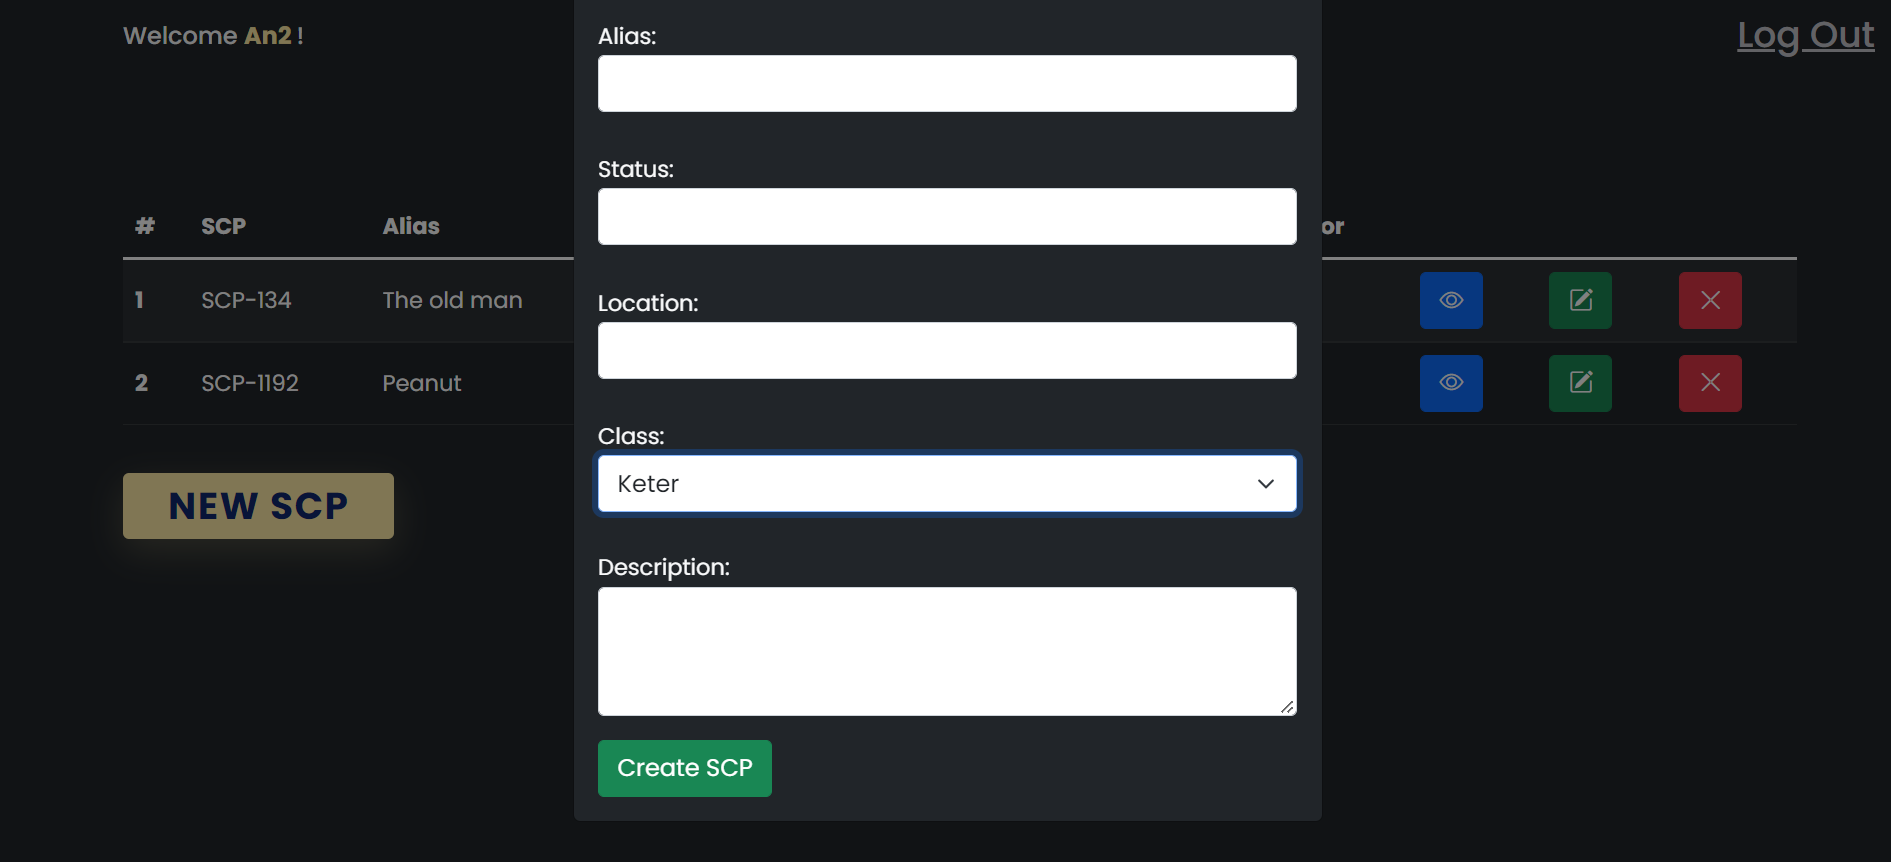 Welcome An2 !
Log Out
# SCP Alias or
1 SCP-134 The old man
2 SCP-1192 Peanut
NEW SCP
Alias:
Status:
Location:
Class:
Keter
Description:
Create SCP